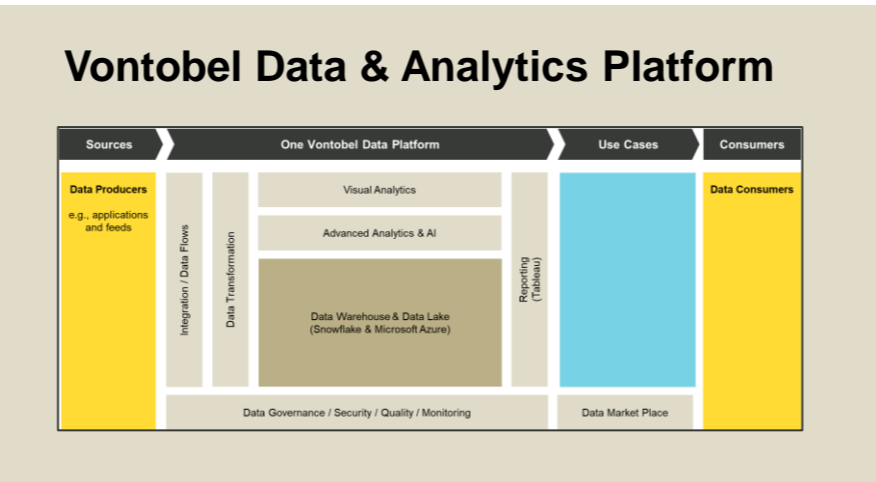 Vontobel Data & Analytics Platform
Sources
One Vontobel Data Platform
Use Cases
Consumers
Data Producers
e.g., applications
and feeds
Integration / Data Flows
Data Transformation
Visual Analytics
Advanced Analytics & AI
Data Warehouse & Data Lake
(Snowflake & Microsoft Azure)
Reporting
(Tableau)
Data Consumers
Data Governance / Security / Quality / Monitoring
Data Market Place